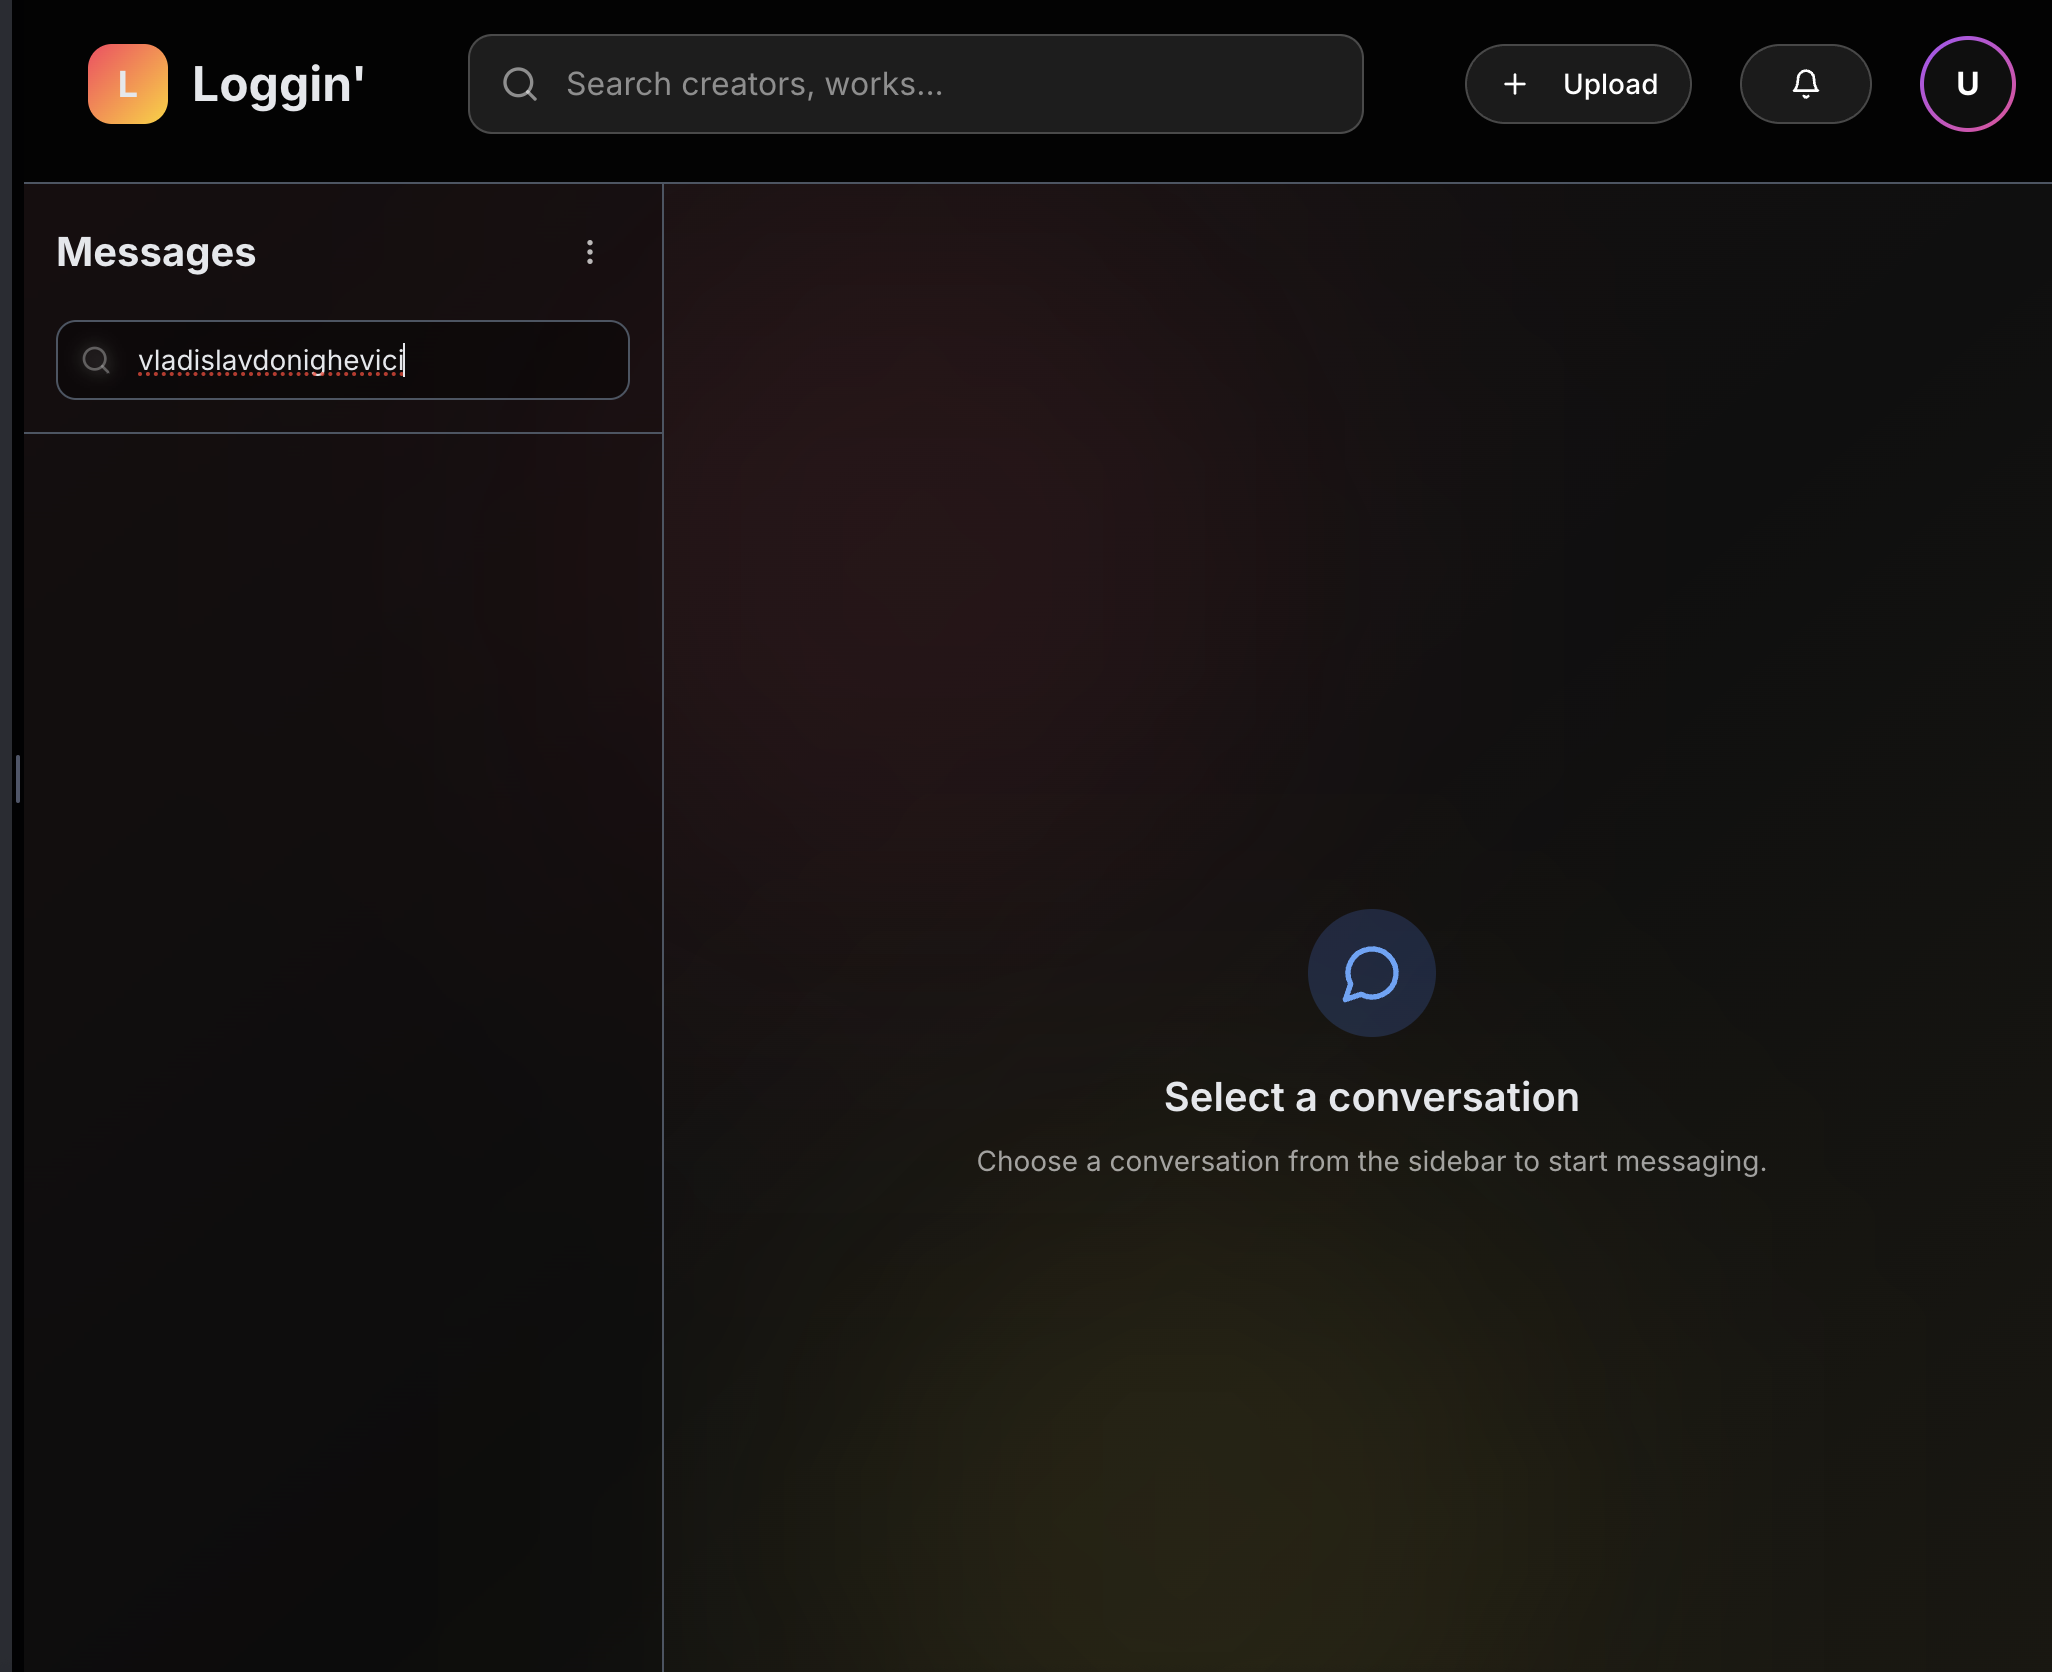 L Loggin'
Search creators, works...
Upload
U
Messages
vladislavdonighevici
Select a conversation
Choose a conversation from the sidebar to start messaging.